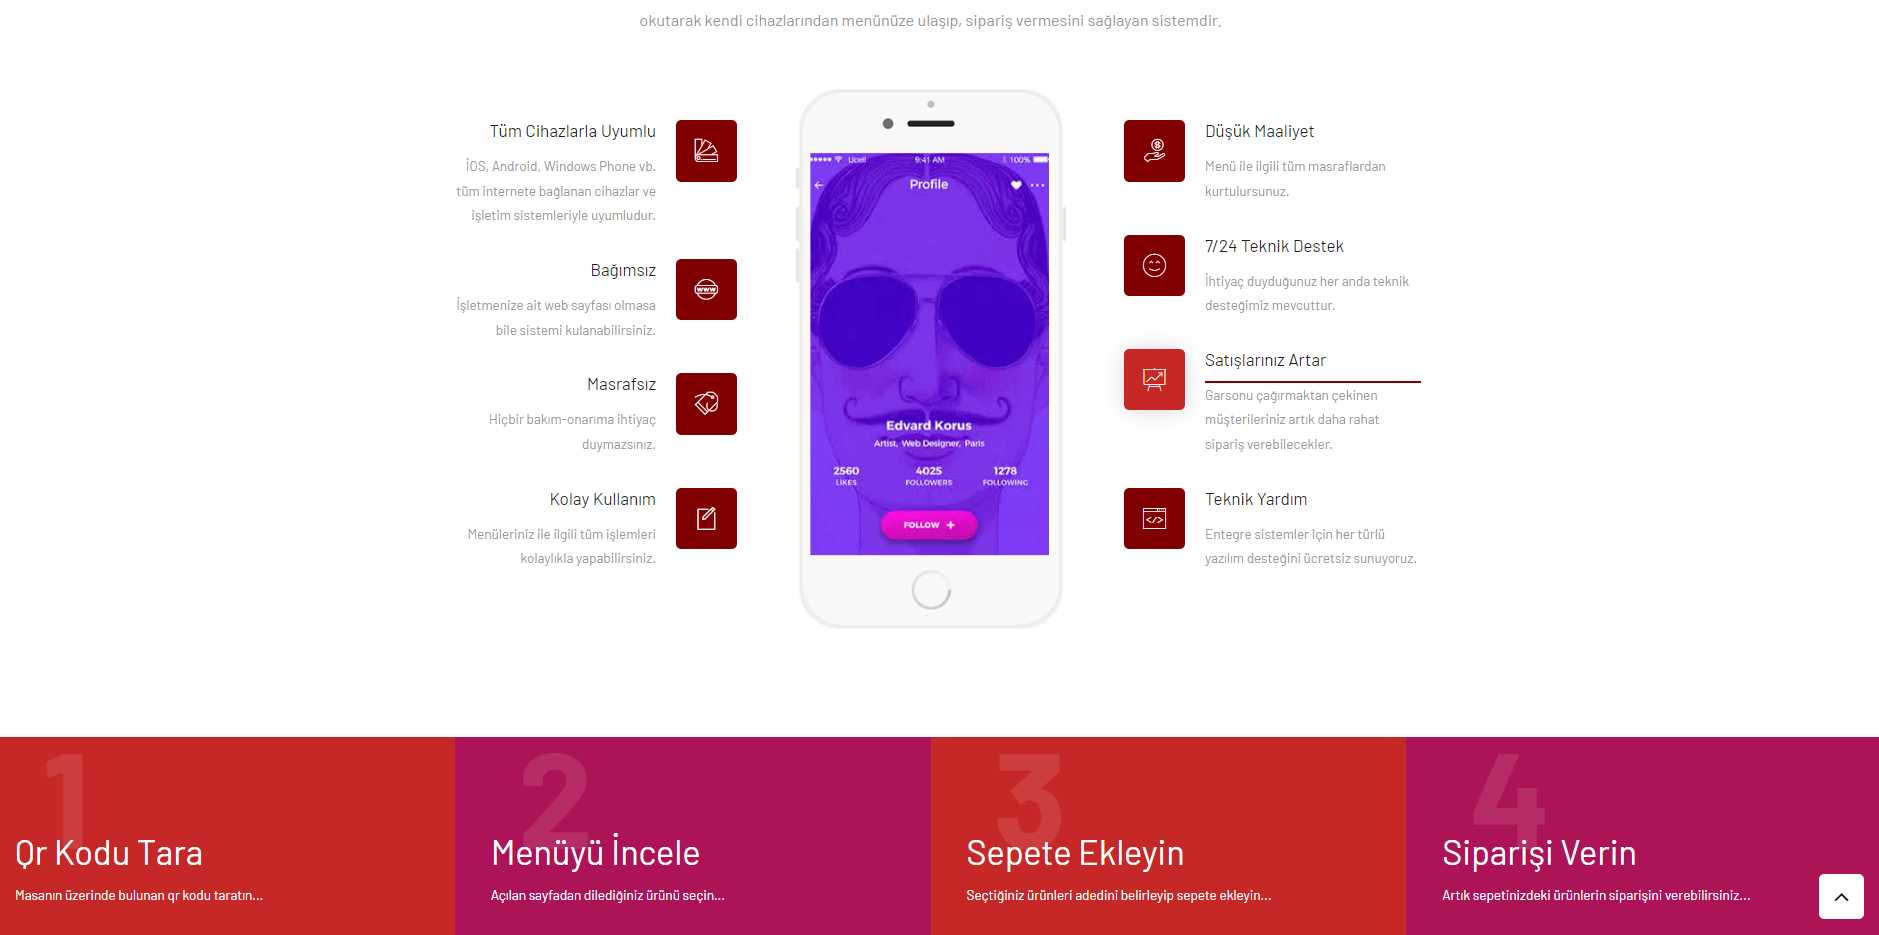 okutarak kendi cihazlarından menünüze ulaşıp, sipariş vermesini sağlayan sistemdir.
Tüm Cihazlarla Uyumlu
İOS, Android, Windows Phone vb.
tüm internete bağlanan cihazlar ve
işletim sistemleriyle uyumludur.
Bağımsız
İşletmenize ait web sayfası olmasa
bile sistemi kulanabilirsiniz.
Masrafsız
Hiçbir bakım-onarıma ihtiyaç
duymazsınız.
Kolay Kullanım
Menüleriniz ile ilgili tüm işlemleri
kolaylıkla yapabilirsiniz.
WWW
Ucell 9:41 AM 100%
Profile
Edvard Korus
Artist, Web Designer, Paris
2560 4025 1278
LIKES FOLLOWERS FOLLOWING
FOLLOW +
Düşük Maaliyet
Menü ile ilgili tüm masraflardan
kurtulursunuz.
7/24 Teknik Destek
İhtiyaç duyduğunuz her anda teknik
desteğimiz mevcuttur.
Satışlarınız Artar
Garsonu çağırmaktan çekinen
müşterileriniz artık daha rahat
sipariş verebilecekler.
Teknik Yardım
Entegre sistemler için her türlü
yazılım desteğini ücretsiz sunuyoruz.
$
</>
1
Qr Kodu Tara
Masanın üzerinde bulunan qr kodu taratın...
2
Menüyü İncele
Açılan sayfadan dilediğiniz ürünü seçin...
3
Sepete Ekleyin
Seçtiğiniz ürünleri adedini belirleyip sepete ekleyin...
4
Siparişi Verin
Artık sepetinizdeki ürünlerin siparişini verebilirsiniz...